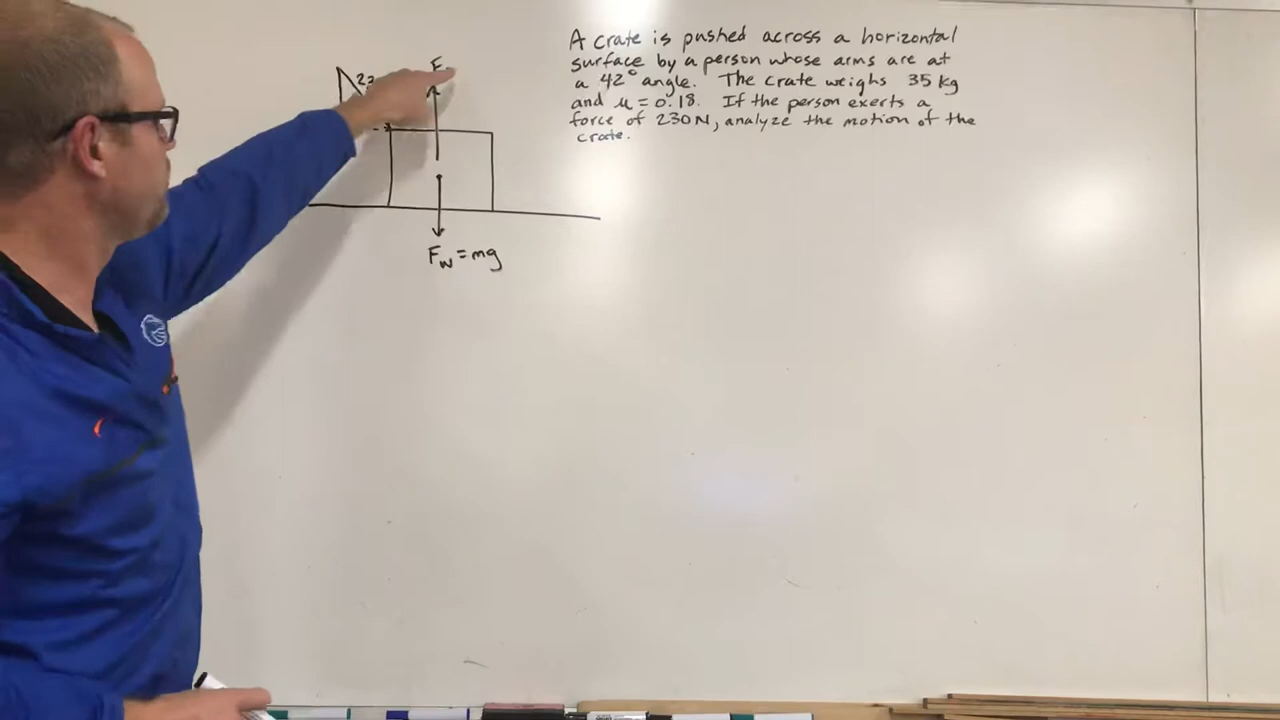 A crate is pushed across a horizontal
surface by a person whose arms are at
a 42° angle. The crate weighs 35 kg
and μ = 0.18. If the person exerts a
force of 230 N, analyze the motion of the
crate.
F
F_W = mg